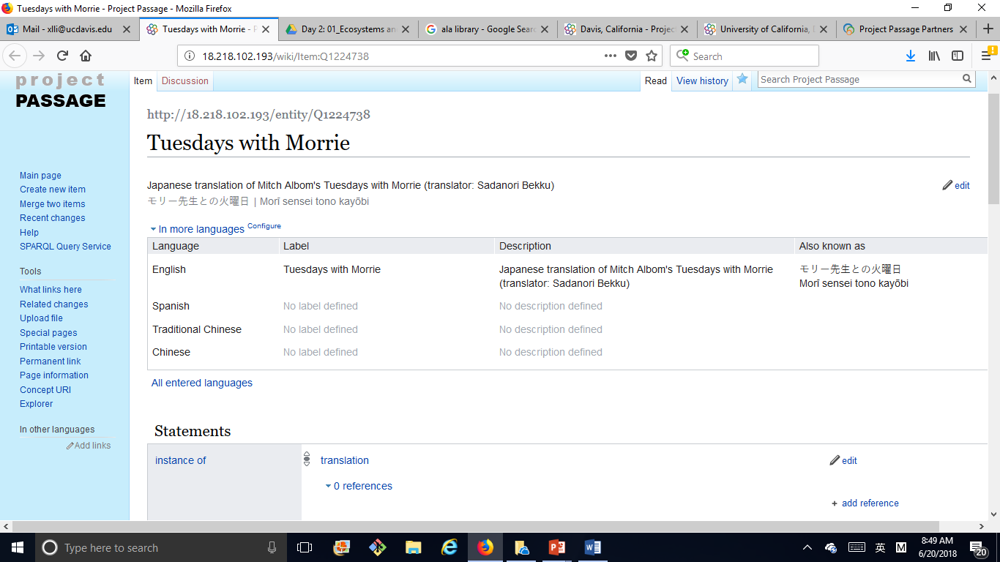 Tuesdays with Morrie - Project Passage - Mozilla Firefox
Mail - xlli@ucdavis.edu
Tuesdays with Morrie - P
Day 2: 01_Ecosystems an
ala library - Google Sear
Davis, California - Projec
University of California, D
Project Passage Partners
18.218.102.193/wiki/Item:Q1224738
Search
project
PASSAGE
Item Discussion
Read View history
Search Project Passage
Main page
Create new item
Merge two items
Recent changes
Help
SPARQL Query Service
Tools
What links here
Related changes
Upload file
Special pages
Printable version
Permanent link
Page information
Concept URI
Explorer
In other languages
Add links
http://18.218.102.193/entity/Q1224738
Tuesdays with Morrie
Japanese translation of Mitch Albom's Tuesdays with Morrie (translator: Sadanori Bekku)
edit
モリー先生との火曜日 | Morī sensei tono kayōbi
In more languages Configure
Language Label Description Also known as
English Tuesdays with Morrie Japanese translation of Mitch Albom's Tuesdays with Morrie モリー先生との火曜日
(translator: Sadanori Bekku) Morī sensei tono kayōbi
Spanish No label defined No description defined
Traditional Chinese No label defined No description defined
Chinese No label defined No description defined
All entered languages
Statements
instance of translation edit
0 references
+ add reference
Type here to search
英 M
8:49 AM
6/20/2018
20